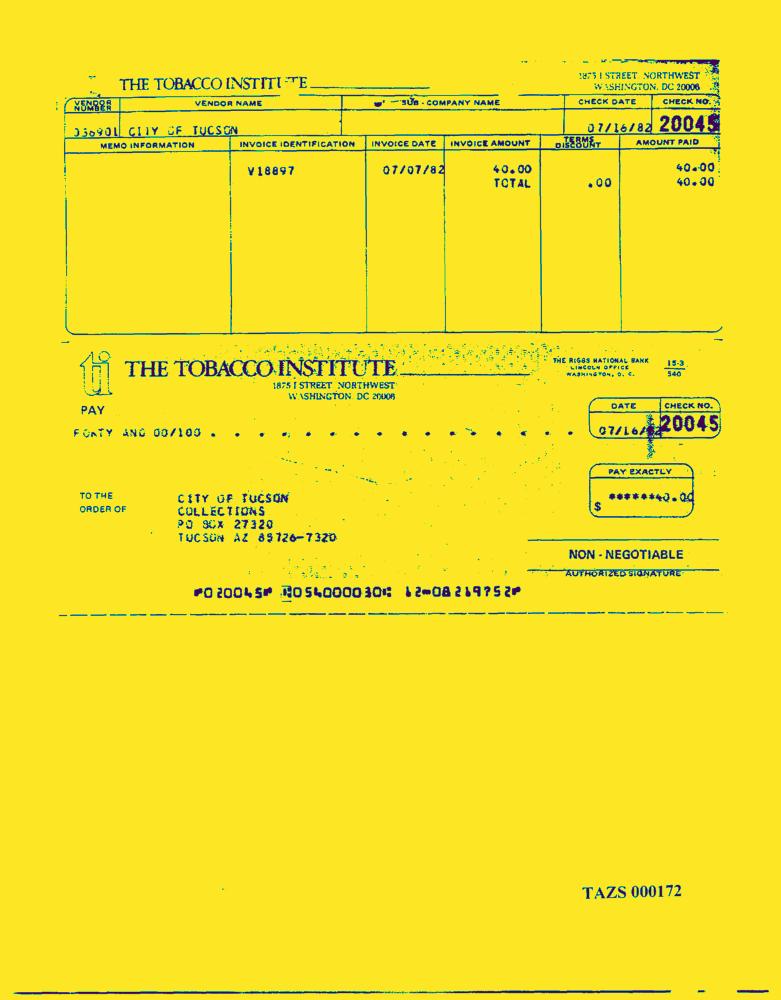 THE TOBACCO INSTITUTE
1875 I STREET NORTHWEST
WASHINGTON, DC 20006
VENDOR NUMBER VENDOR NAME SUB - COMPANY NAME CHECK DATE CHECK NO.
336901 CITY OF TUCSON 07/16/82 20045
MEMO INFORMATION INVOICE IDENTIFICATION INVOICE DATE INVOICE AMOUNT TERMS DISCOUNT AMOUNT PAID
V18897 07/07/82 40.00 40.00
TOTAL .00 40.00
ti THE TOBACCO INSTITUTE
1875 I STREET NORTHWEST
WASHINGTON, DC 20006
THE RIGGS NATIONAL BANK
LINCOLN OFFICE
WASHINGTON, D. C.
15-3
540
PAY
DATE CHECK NO.
FORTY AND 00/100 . . . . . . . . . . . . . . . . 07/16/82 20045
PAY EXACTLY
$ ******40.00
TO THE
ORDER OF
CITY OF TUCSON
COLLECTIONS
PO BOX 27320
TUCSON AZ 85726-7320
NON - NEGOTIABLE
AUTHORIZED SIGNATURE
⑈020045⑈ ⑆054000030⑆ 12⑉08219752⑈
TAZS 000172